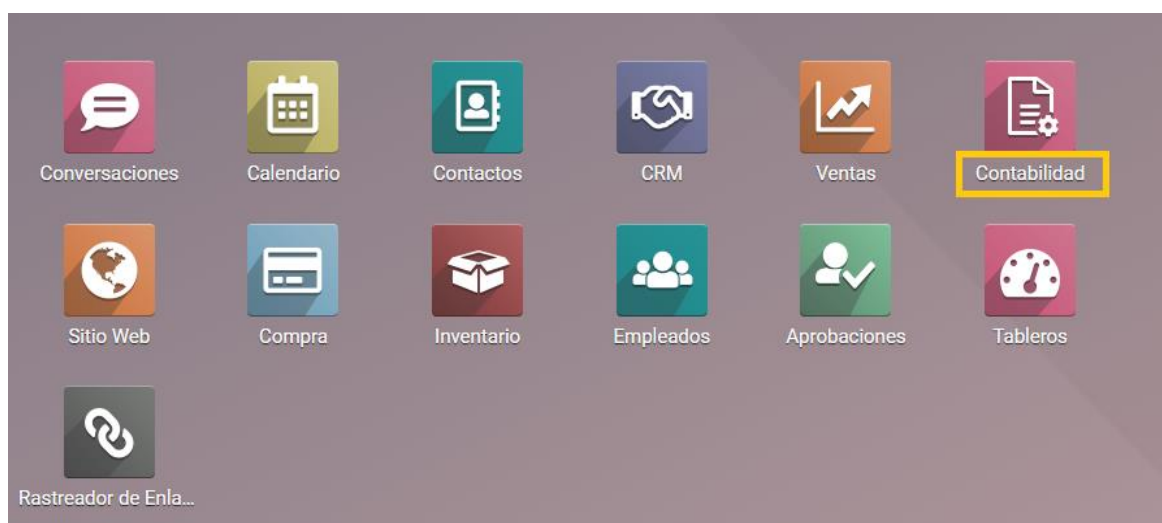 Conversaciones
Calendario
Contactos
CRM
Ventas
Contabilidad
Sitio Web
Compra
Inventario
Empleados
Aprobaciones
Tableros
Rastreador de Enla...